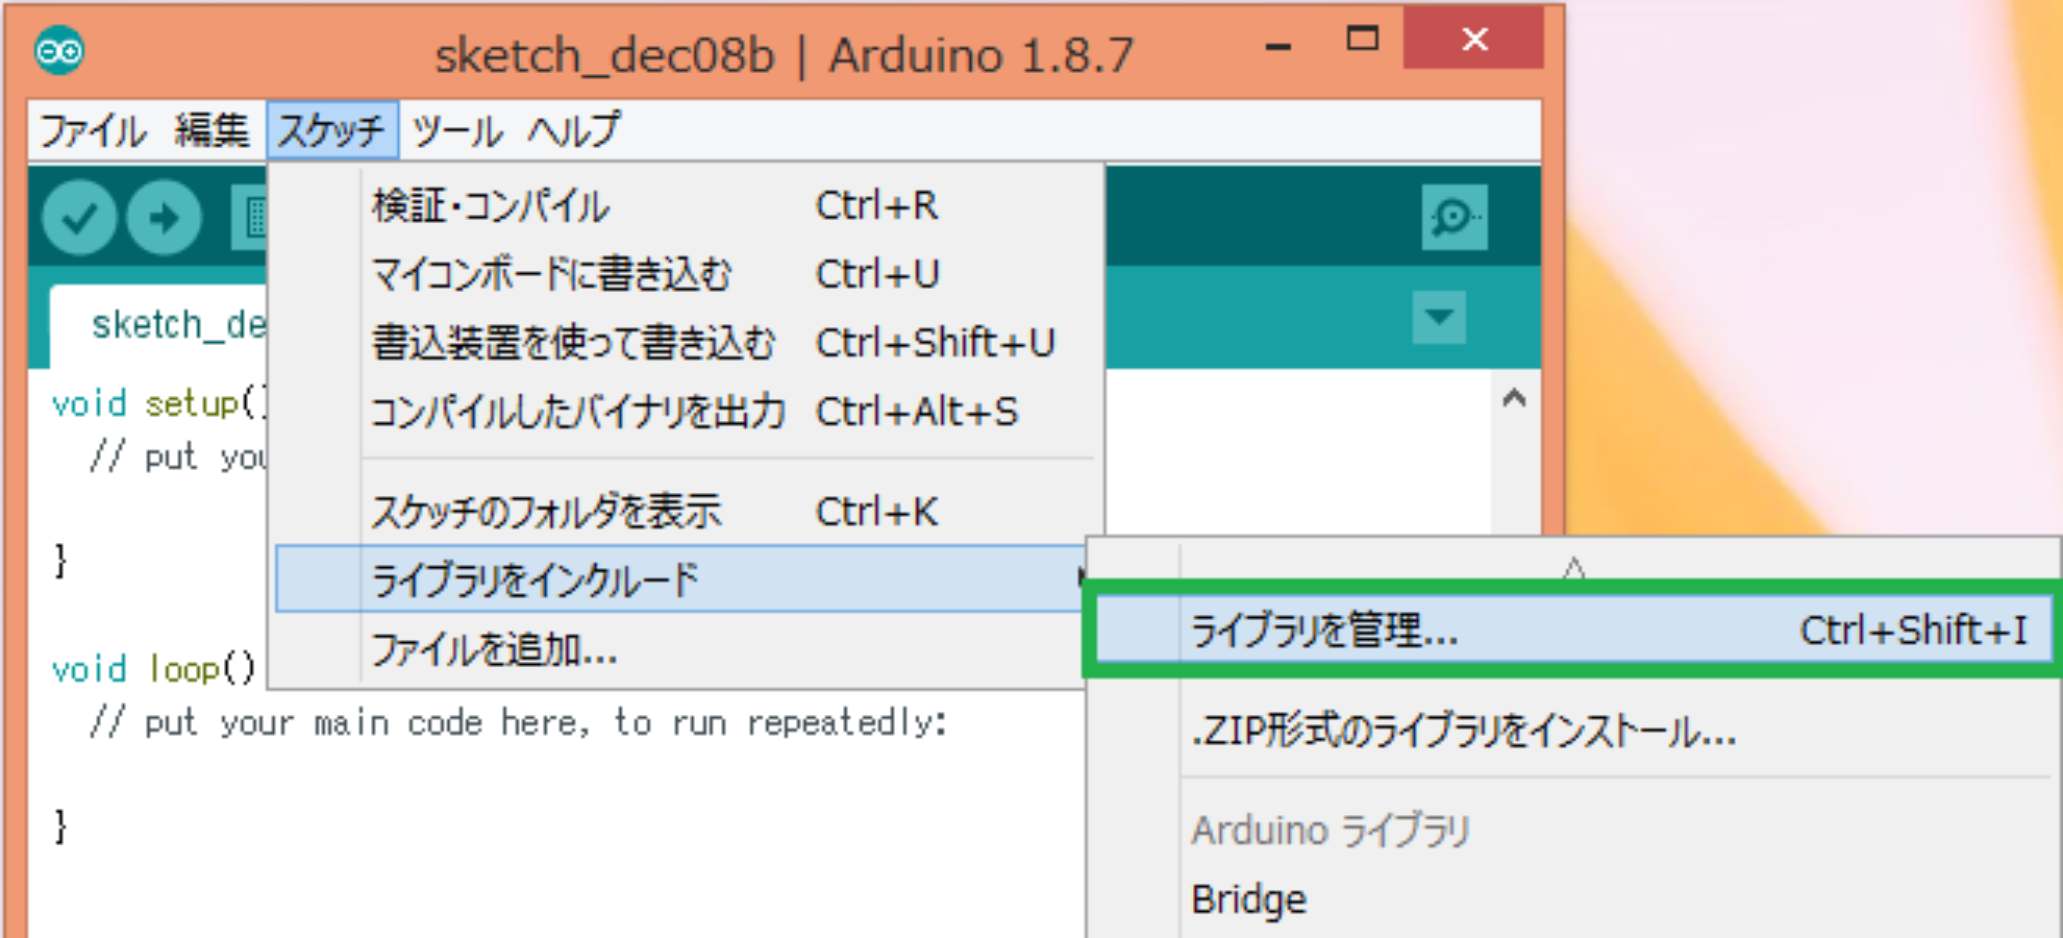 sketch_dec08b | Arduino 1.8.7
ファイル 編集 スケッチ ツール ヘルプ
検証・コンパイル Ctrl+R
マイコンボードに書き込む Ctrl+U
書込装置を使って書き込む Ctrl+Shift+U
コンパイルしたバイナリを出力 Ctrl+Alt+S
スケッチのフォルダを表示 Ctrl+K
ライブラリをインクルード
ファイルを追加...
ライブラリを管理... Ctrl+Shift+I
.ZIP形式のライブラリをインストール...
Arduino ライブラリ
Bridge
sketch_de
void setup()
// put you
}
void loop()
// put your main code here, to run repeatedly:
}